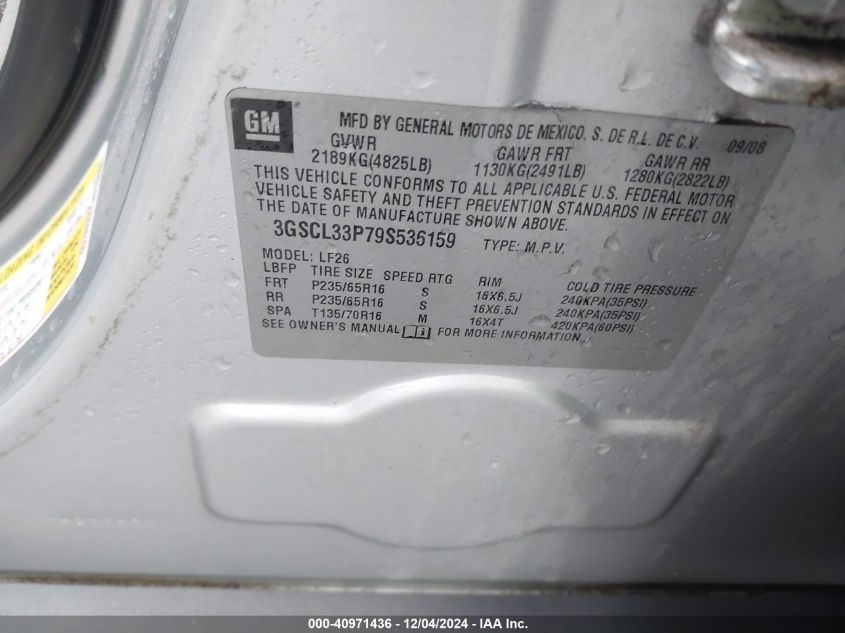 GM
MFD BY GENERAL MOTORS DE MEXICO, S. DE R.L. DE C.V. 09/08
GVWR GAWR FRT GAWR RR
2189KG(4825LB) 1130KG(2491LB) 1280KG(2822LB)
THIS VEHICLE CONFORMS TO ALL APPLICABLE U.S. FEDERAL MOTOR
VEHICLE SAFETY AND THEFT PREVENTION STANDARDS IN EFFECT ON
THE DATE OF MANUFACTURE SHOWN ABOVE.
3GSCL33P79S536159 TYPE: M.P.V.
MODEL: LF26
LBFP TIRE SIZE SPEED RTG RIM COLD TIRE PRESSURE
FRT P235/65R16 S 16X6.5J 240KPA(35PSI)
RR P235/65R16 S 16X6.5J 240KPA(35PSI)
SPA T135/70R16 M 16X4T 420KPA(60PSI)
SEE OWNER'S MANUAL FOR MORE INFORMATION
000-40971436 - 12/04/2024 - IAA Inc.